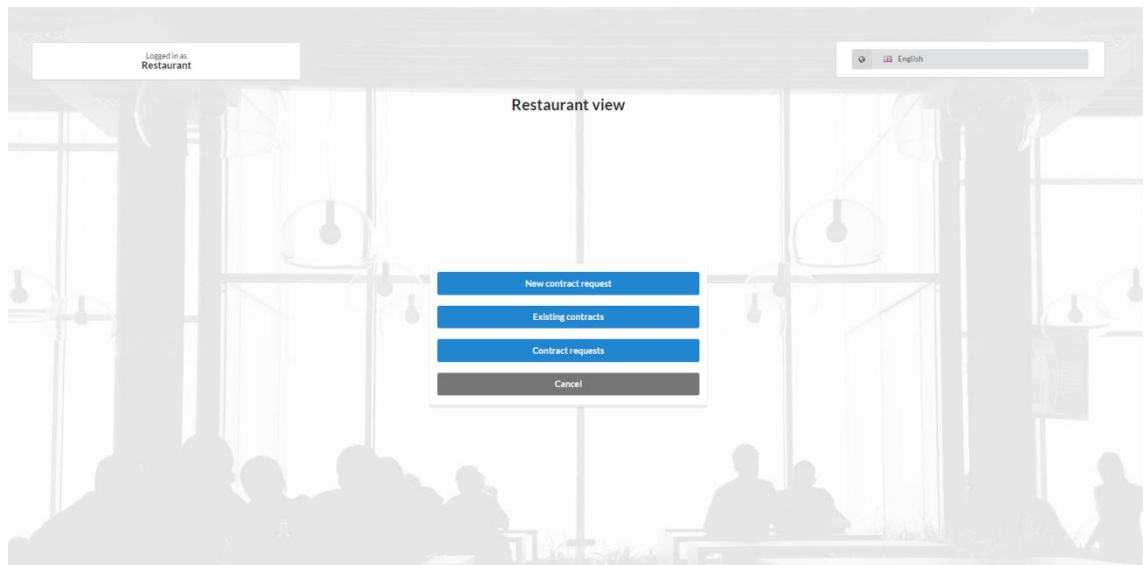 Logged in as
Restaurant
English
Restaurant view
New contract request
Existing contracts
Contract requests
Cancel